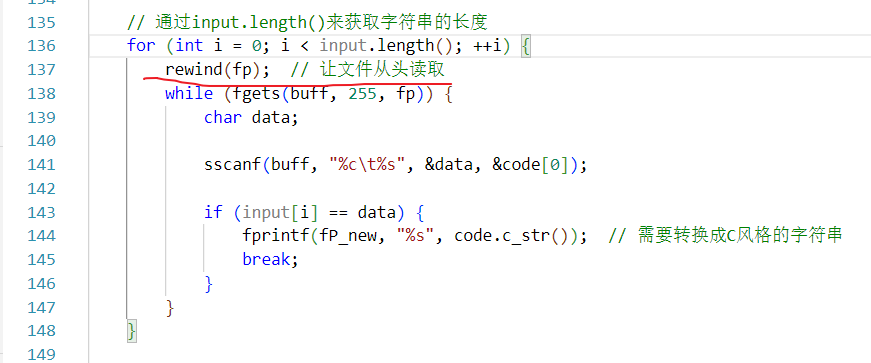 135 // 通过input.length()来获取字符串的长度
136 for (int i = 0; i < input.length(); ++i) {
137 rewind(fp); // 让文件从头读取
138 while (fgets(buff, 255, fp)) {
139 char data;
140
141 sscanf(buff, "%c\t%s", &data, &code[0]);
142
143 if (input[i] == data) {
144 fprintf(fP_new, "%s", code.c_str()); // 需要转换成C风格的字符串
145 break;
146 }
147 }
148 }
149